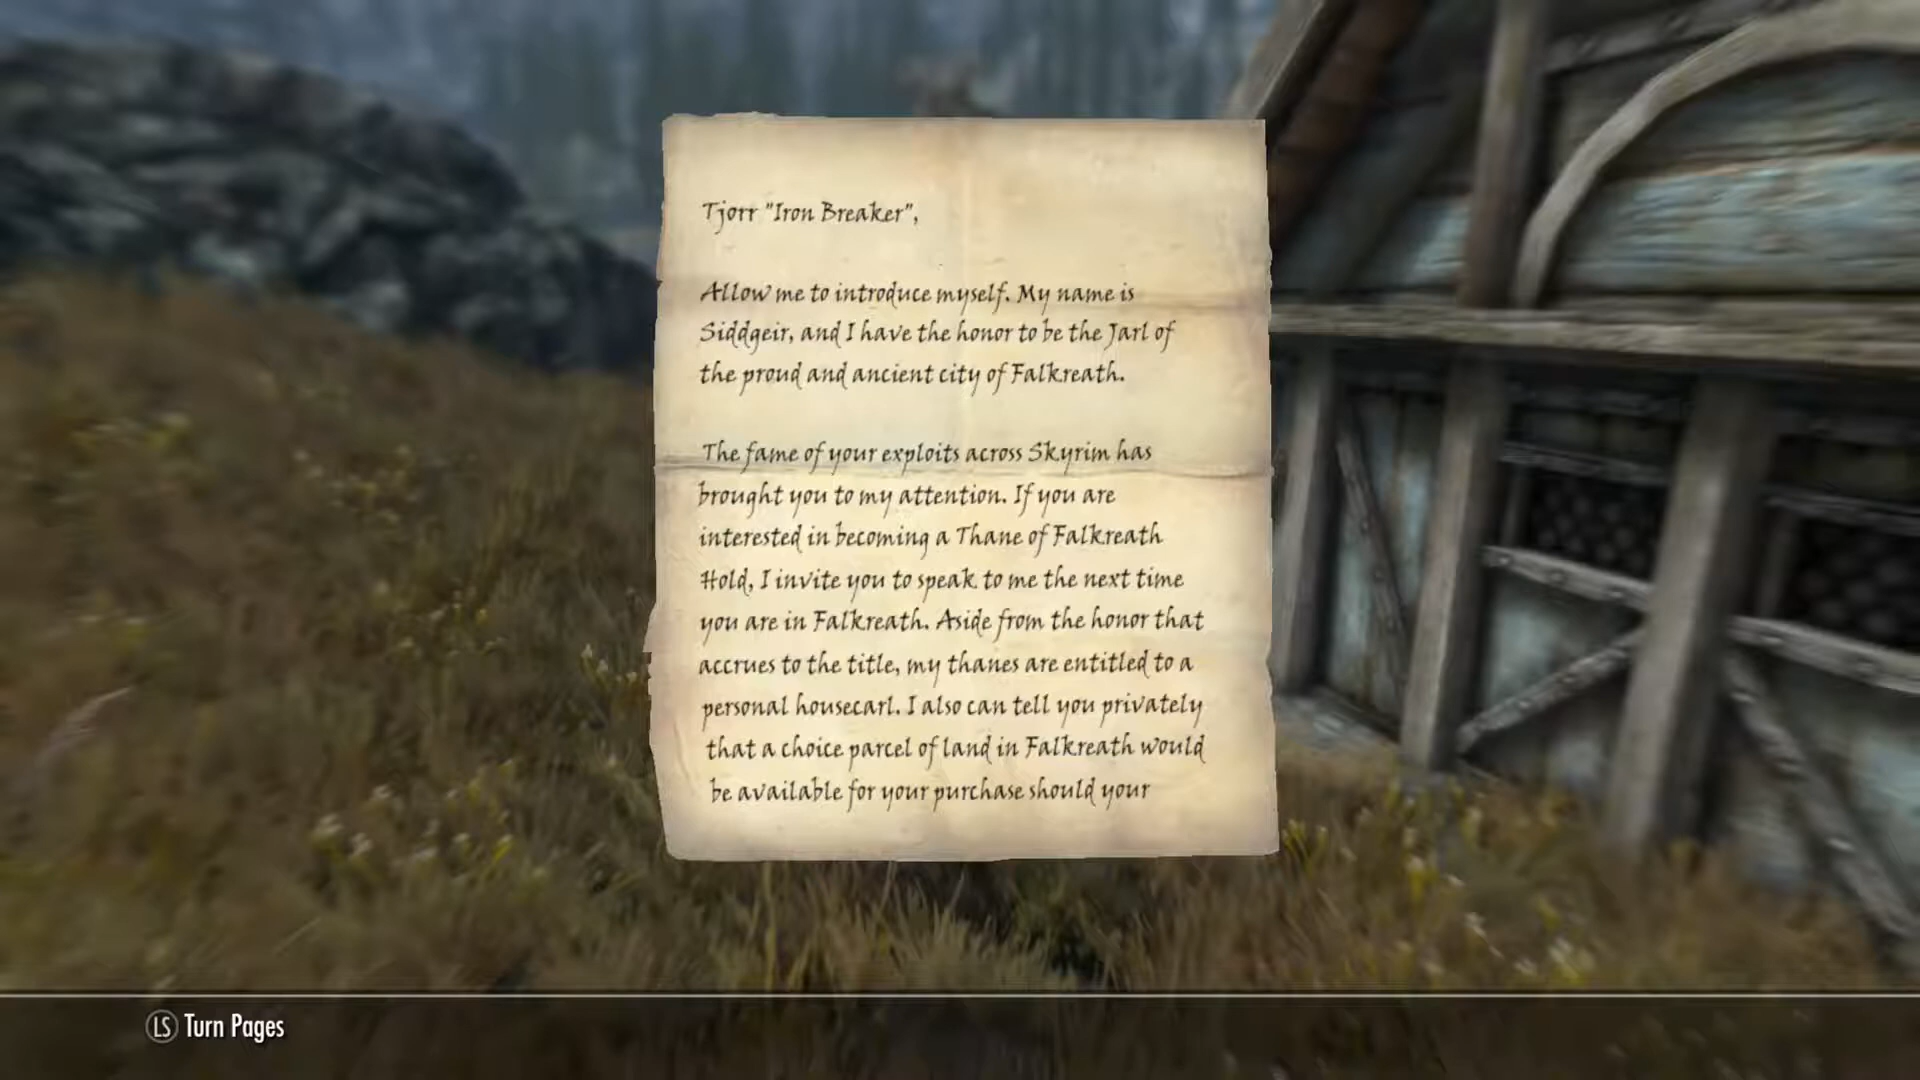 Tjorr "Iron Breaker",
Allow me to introduce myself. My name is
Siddgeir, and I have the honor to be the Jarl of
the proud and ancient city of Falkreath.
The fame of your exploits across Skyrim has
brought you to my attention. If you are
interested in becoming a Thane of Falkreath
Hold, I invite you to speak to me the next time
you are in Falkreath. Aside from the honor that
accrues to the title, my thanes are entitled to a
personal housecarl. I also can tell you privately
that a choice parcel of land in Falkreath would
be available for your purchase should your
LS Turn Pages